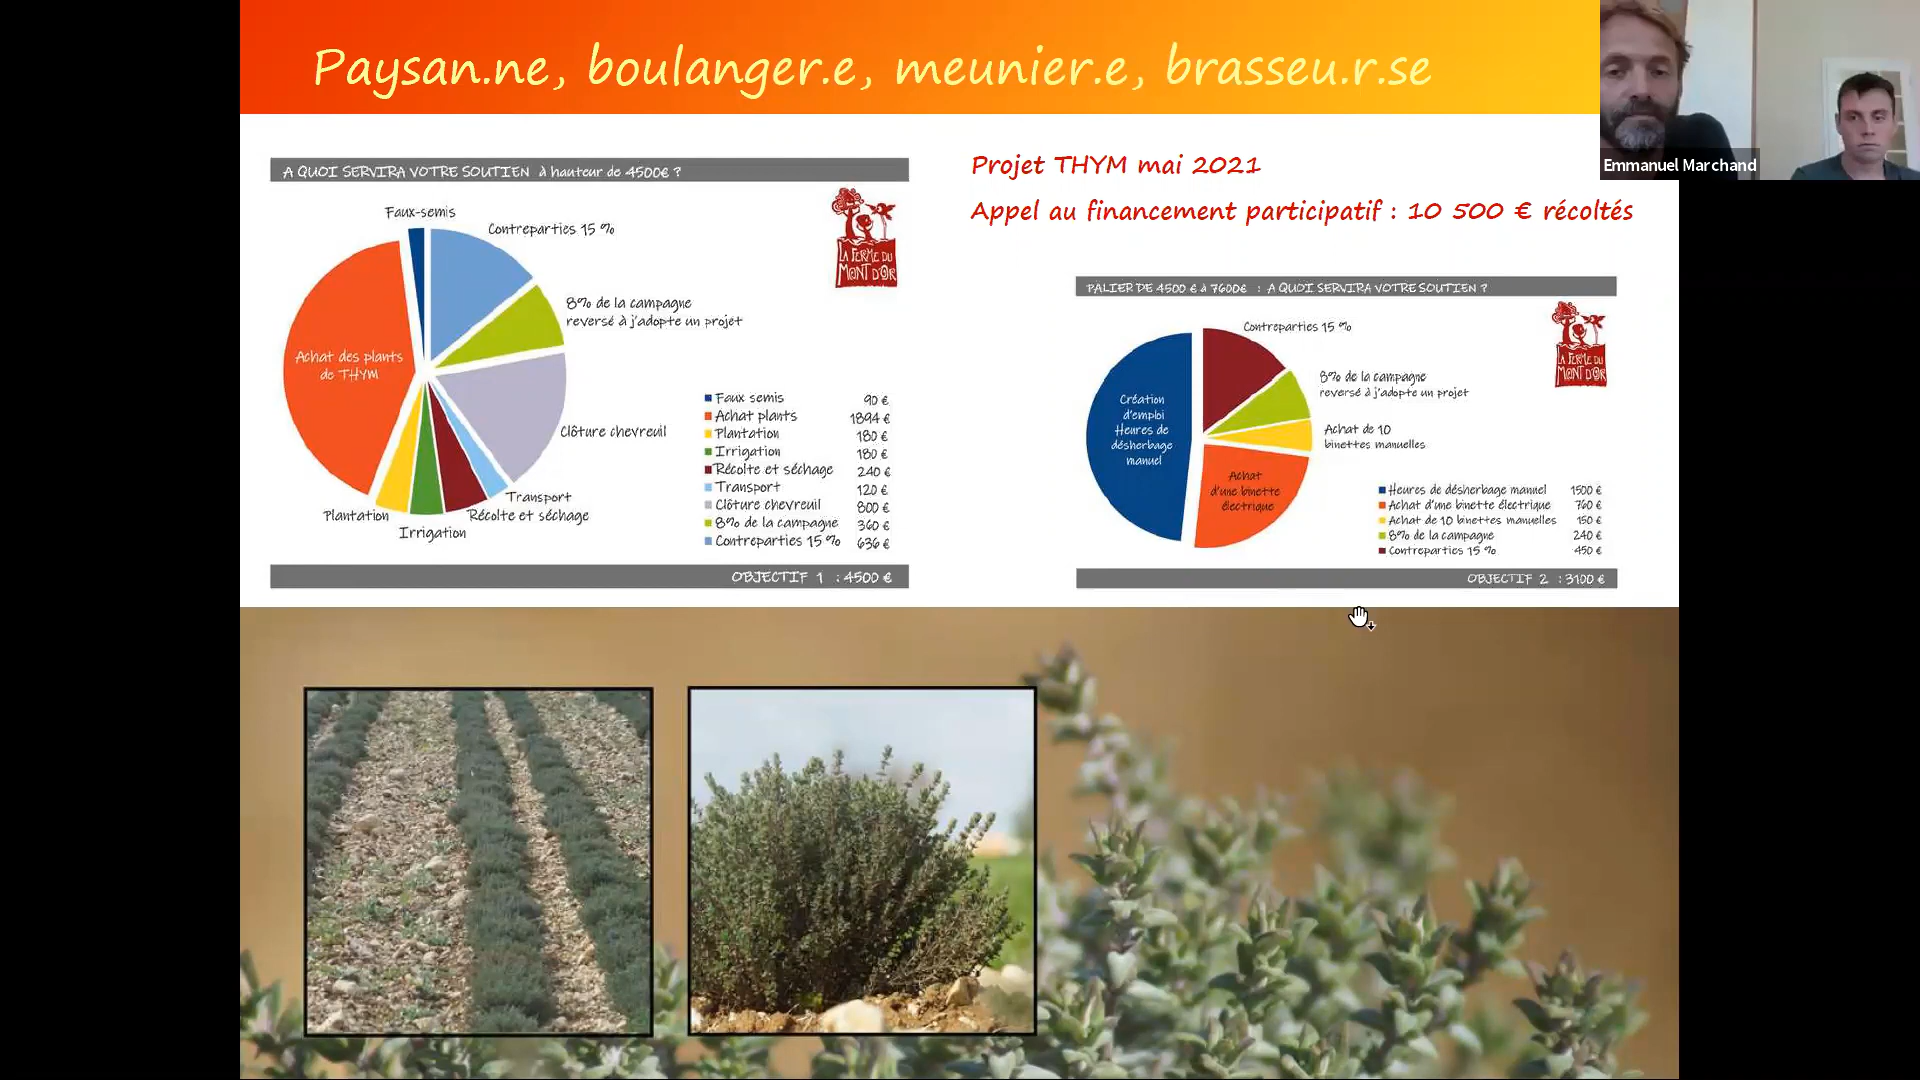 Paysan.ne, boulanger.e, meunier.e, brasseu.r.se
Emmanuel Marchand
Projet THYM mai 2021
Appel au financement participatif : 10 500 € récoltés
A QUOI SERVIRA VOTRE SOUTIEN à hauteur de 4500€ ?
LA FERME DU
MONT D'OR
Faux-semis
Contreparties 15 %
8% de la campagne
reversé à j'adopte un projet
Achat des plants
de THYM
Clôture chevreuil
Transport
Récolte et séchage
Plantation
Irrigation
Faux semis 90 €
Achat plants 1894 €
Plantation 180 €
Irrigation 180 €
Récolte et séchage 240 €
Transport 120 €
Clôture chevreuil 800 €
8% de la campagne 360 €
Contreparties 15 % 636 €
OBJECTIF 1 : 4500 €
PALIER DE 4500 € à 7600€ : A QUOI SERVIRA VOTRE SOUTIEN ?
LA FERME DU
MONT D'OR
Contreparties 15 %
8% de la campagne
reversé à j'adopte un projet
Création
d'emploi
Heures de
désherbage
manuel
Achat de 10
binettes manuelles
Achat
d'une binette
électrique
Heures de désherbage manuel 1500 €
Achat d'une binette électrique 760 €
Achat de 10 binettes manuelles 150 €
8% de la campagne 240 €
Contreparties 15 % 450 €
OBJECTIF 2 : 3100 €